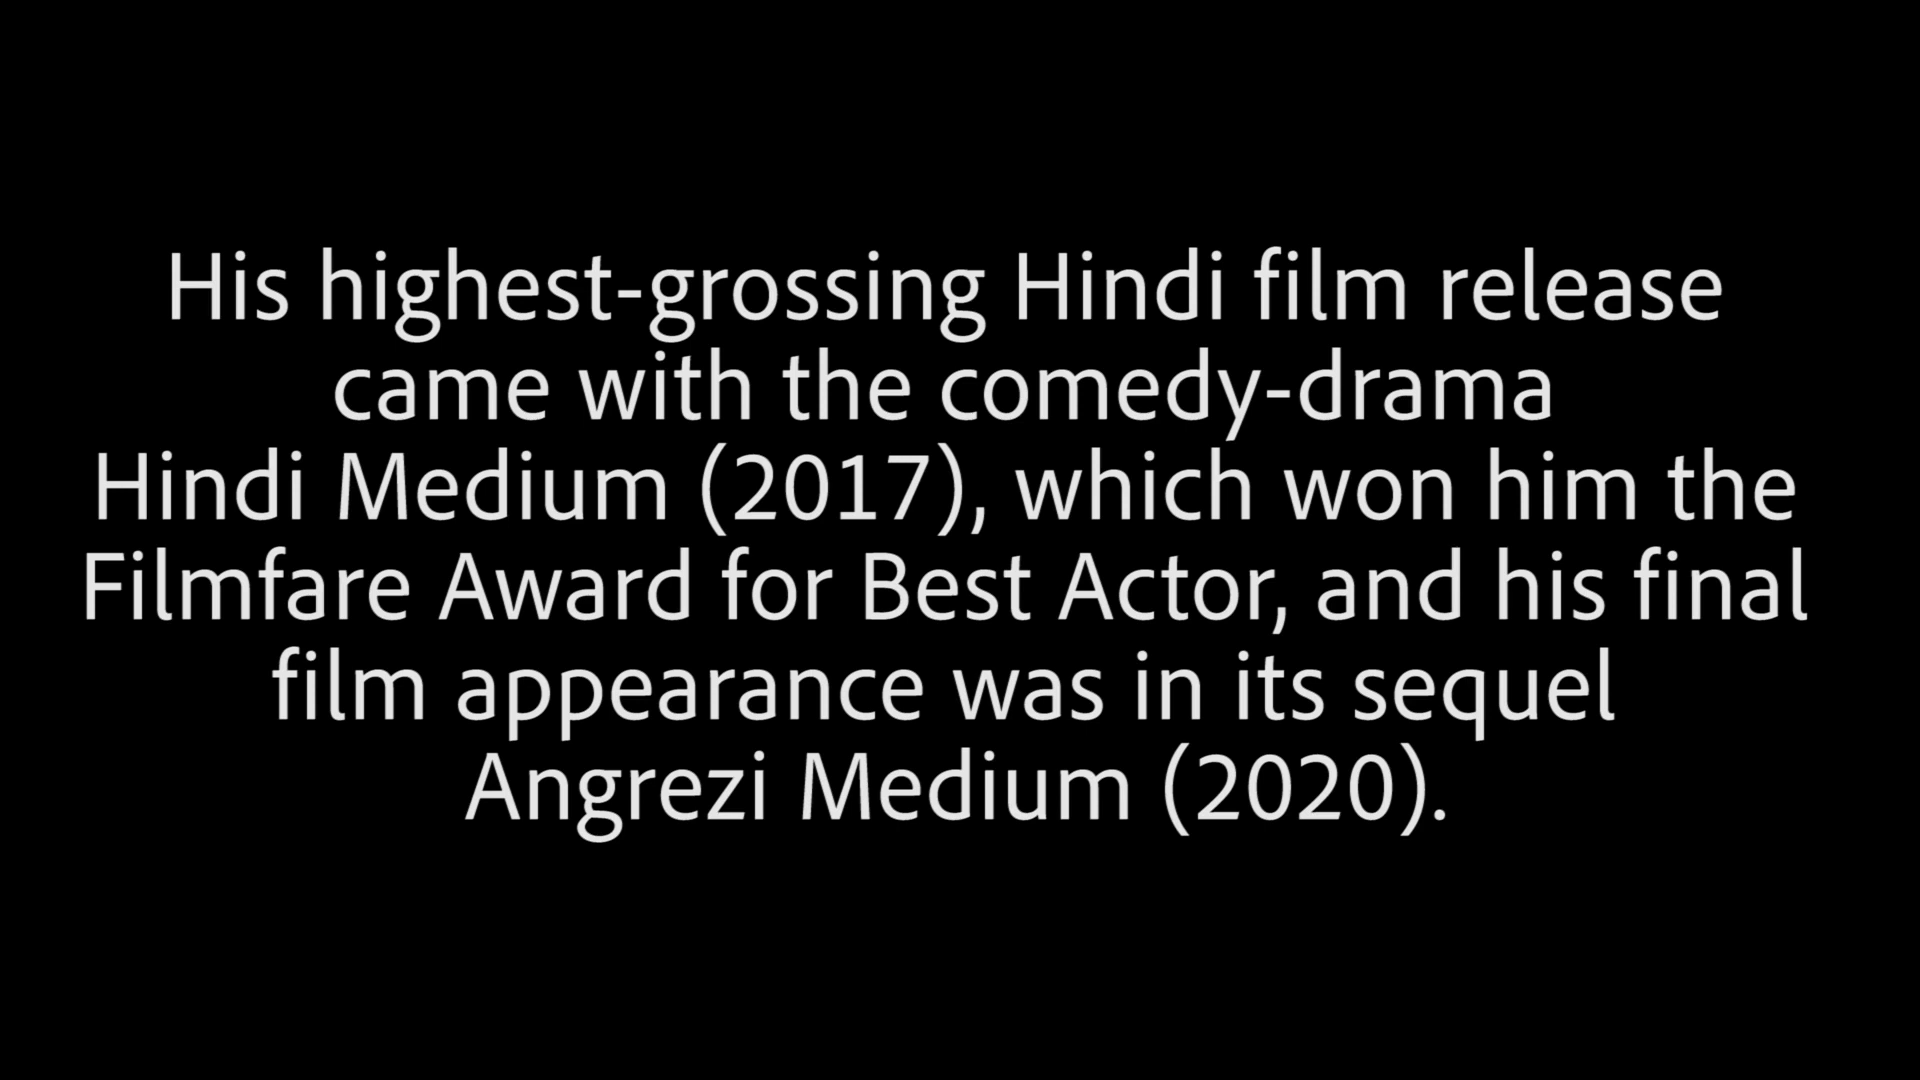 His highest-grossing Hindi film release
came with the comedy-drama
Hindi Medium (2017), which won him the
Filmfare Award for Best Actor, and his final
film appearance was in its sequel
Angrezi Medium (2020).